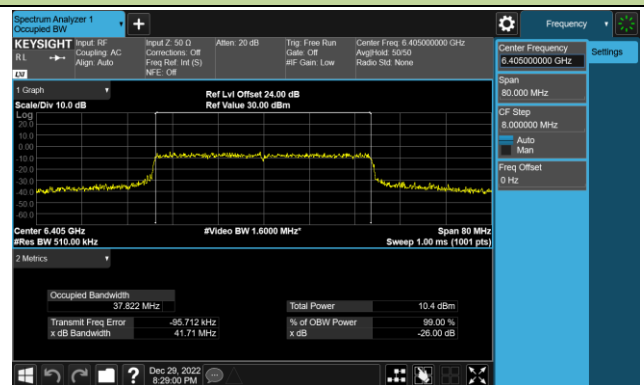 Spectrum Analyzer 1
Occupied BW
Frequency
KEYSIGHT
RL
LXI
Input: RF
Coupling: AC
Align: Auto
Input Z: 50 Ω
Corrections: Off
Freq Ref: Int (S)
NFE: Off
Atten: 20 dB
Trig: Free Run
Gate: Off
#IF Gain: Low
Center Freq: 6.405000000 GHz
Avg|Hold: 50/50
Radio Std: None
Center Frequency
6.405000000 GHz
Settings
Span
80.000 MHz
CF Step
8.000000 MHz
Auto
Man
Freq Offset
0 Hz
1 Graph
Scale/Div 10.0 dB
Ref Lvl Offset 24.00 dB
Ref Value 30.00 dBm
Log
20.0
10.0
0.00
-10.0
-20.0
-30.0
-40.0
-50.0
-60.0
Center 6.405 GHz
#Res BW 510.00 kHz
#Video BW 1.6000 MHz*
Span 80 MHz
Sweep 1.00 ms (1001 pts)
2 Metrics
Occupied Bandwidth
37.822 MHz
Total Power 10.4 dBm
Transmit Freq Error -95.712 kHz
% of OBW Power 99.00 %
x dB Bandwidth 41.71 MHz
x dB -26.00 dB
?
Dec 29, 2022
8:29:00 PM